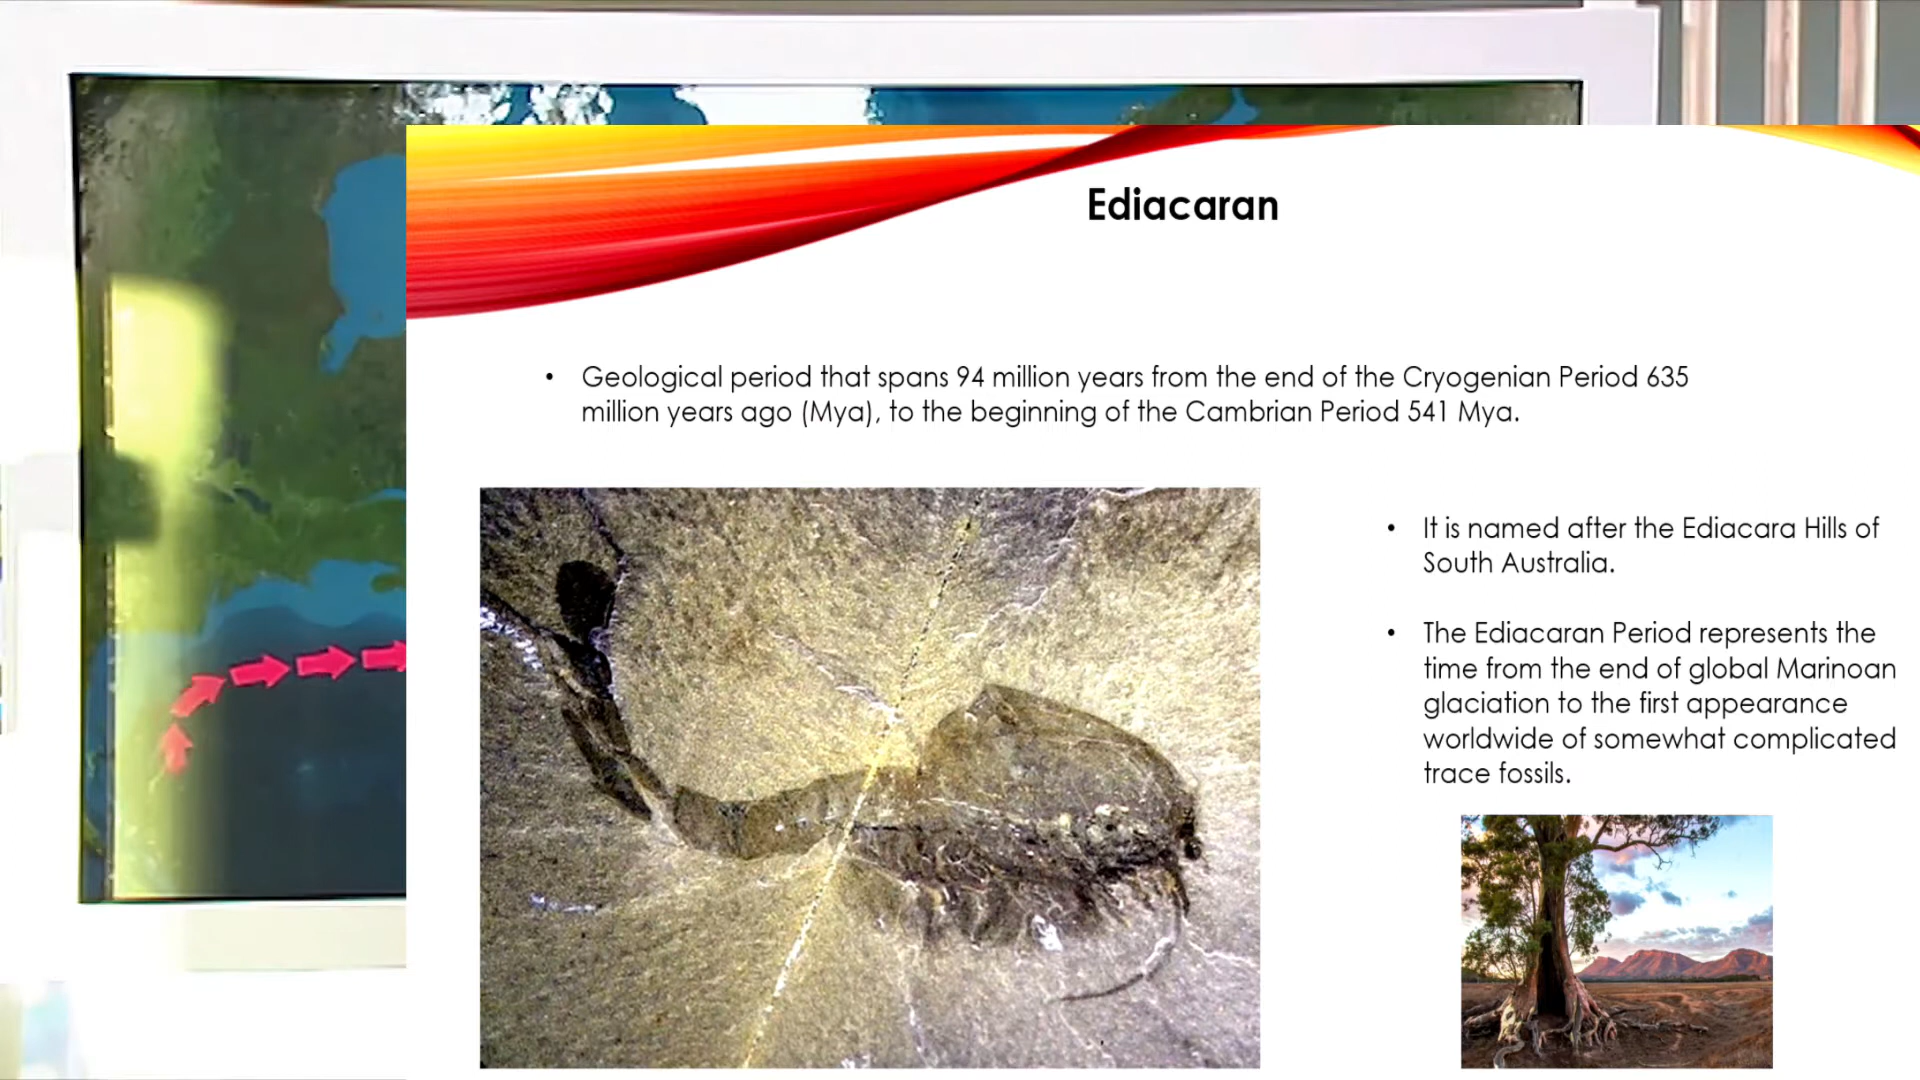 Ediacaran
• Geological period that spans 94 million years from the end of the Cryogenian Period 635
million years ago (Mya), to the beginning of the Cambrian Period 541 Mya.
• It is named after the Ediacara Hills of
South Australia.
• The Ediacaran Period represents the
time from the end of global Marinoan
glaciation to the first appearance
worldwide of somewhat complicated
trace fossils.